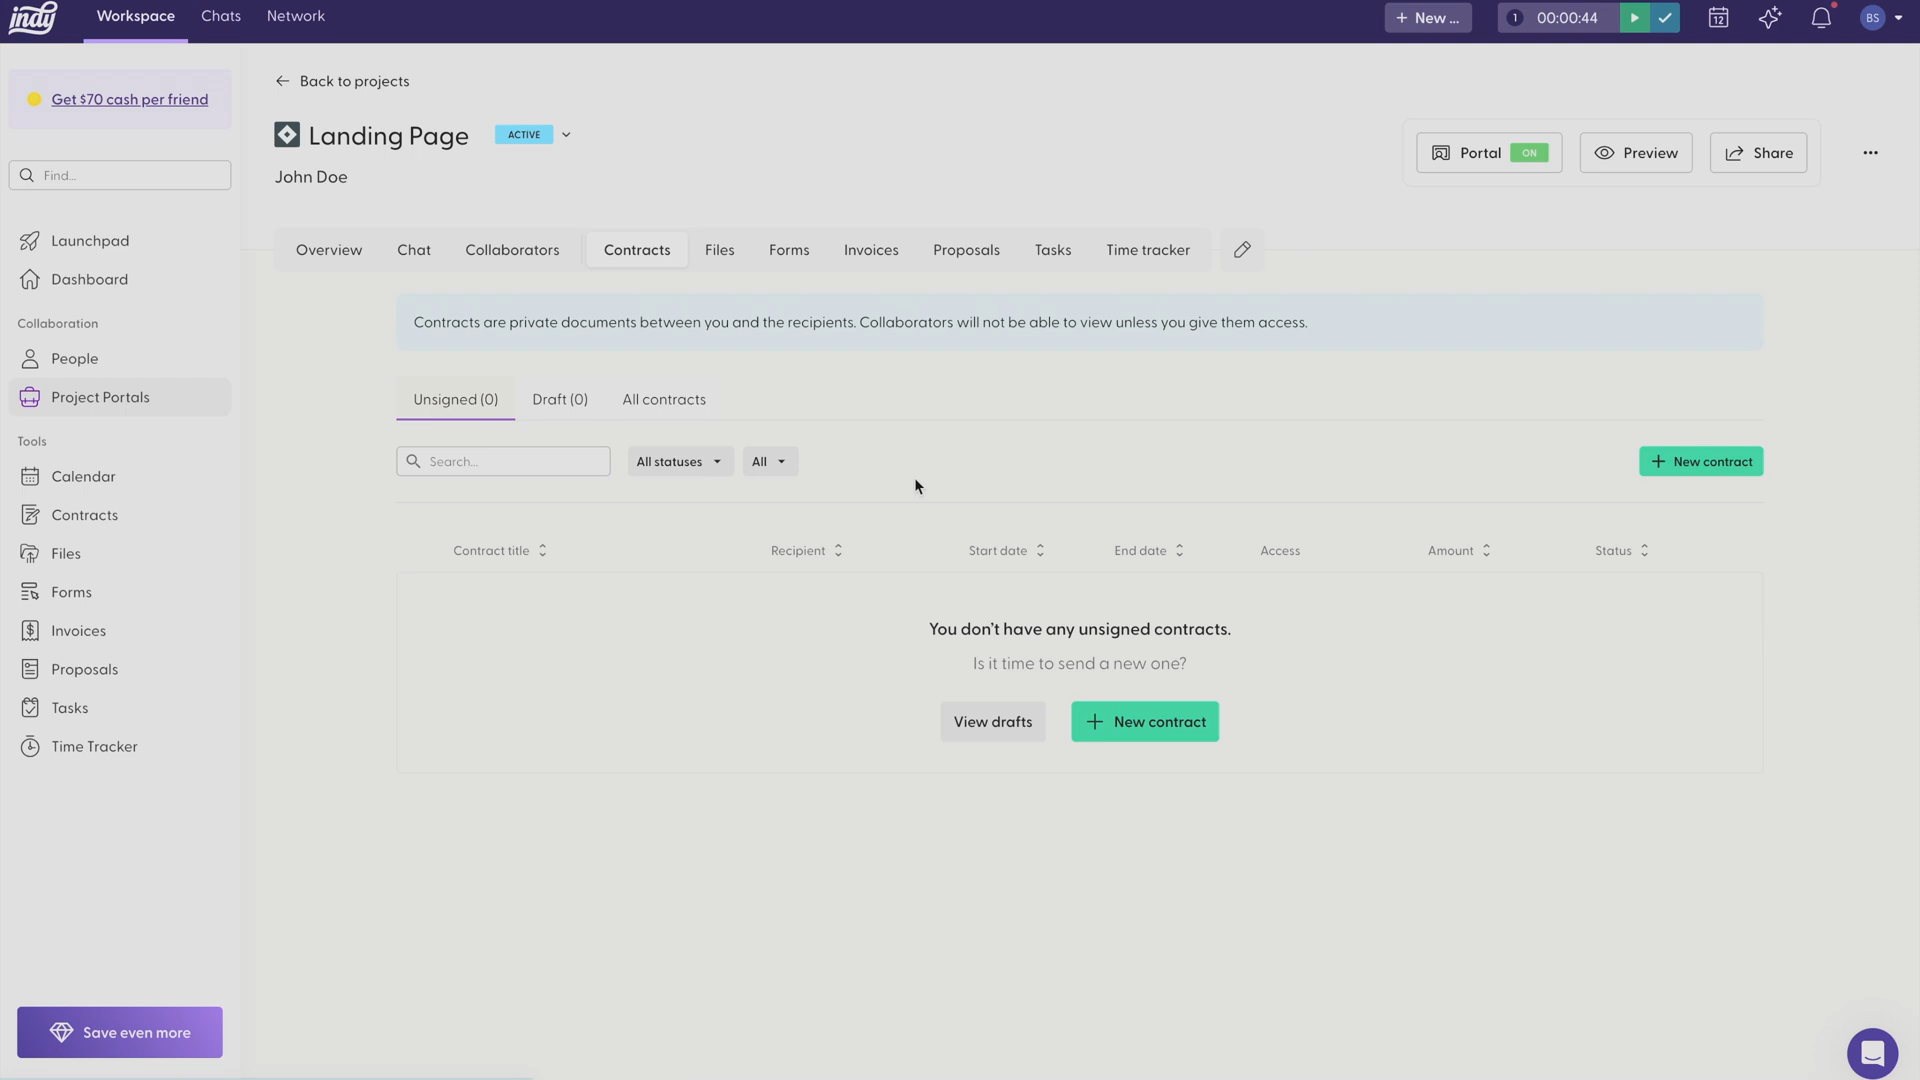 indy
Workspace
Chats
Network
+ New ...
1
00:00:44
12
BS
Get $70 cash per friend
Find...
Launchpad
Dashboard
Collaboration
People
Project Portals
Tools
Calendar
Contracts
Files
Forms
Invoices
Proposals
Tasks
Time Tracker
Save even more
Back to projects
Landing Page
ACTIVE
John Doe
Portal ON
Preview
Share
Overview
Chat
Collaborators
Contracts
Files
Forms
Invoices
Proposals
Tasks
Time tracker
Contracts are private documents between you and the recipients. Collaborators will not be able to view unless you give them access.
Unsigned (0)
Draft (0)
All contracts
Search...
All statuses
All
+ New contract
Contract title
Recipient
Start date
End date
Access
Amount
Status
You don't have any unsigned contracts.
Is it time to send a new one?
View drafts
+ New contract